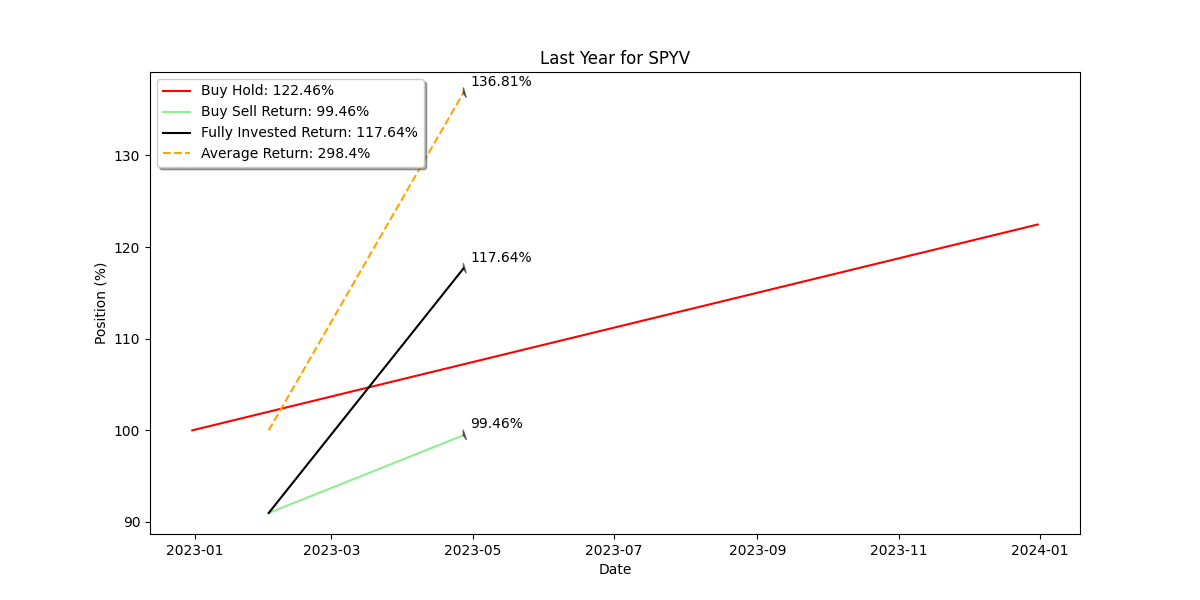 Last Year for SPYV
136.81%
Buy Hold: 122.46%
Buy Sell Return: 99.46%
Fully Invested Return: 117.64%
Average Return: 298.4%
130
120
117.64%
110
100
99.46%
90
Position (%)
2023-01 2023-03 2023-05 2023-07 2023-09 2023-11 2024-01
Date